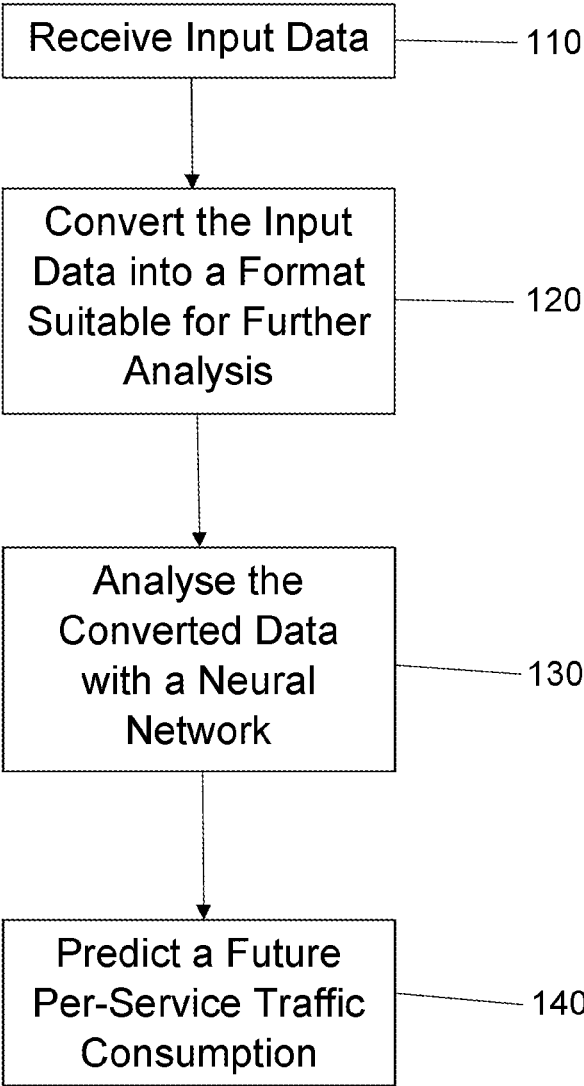 Receive Input Data
110
Convert the Input
Data into a Format
Suitable for Further
Analysis
120
Analyse the
Converted Data
with a Neural
Network
130
Predict a Future
Per-Service Traffic
Consumption
140